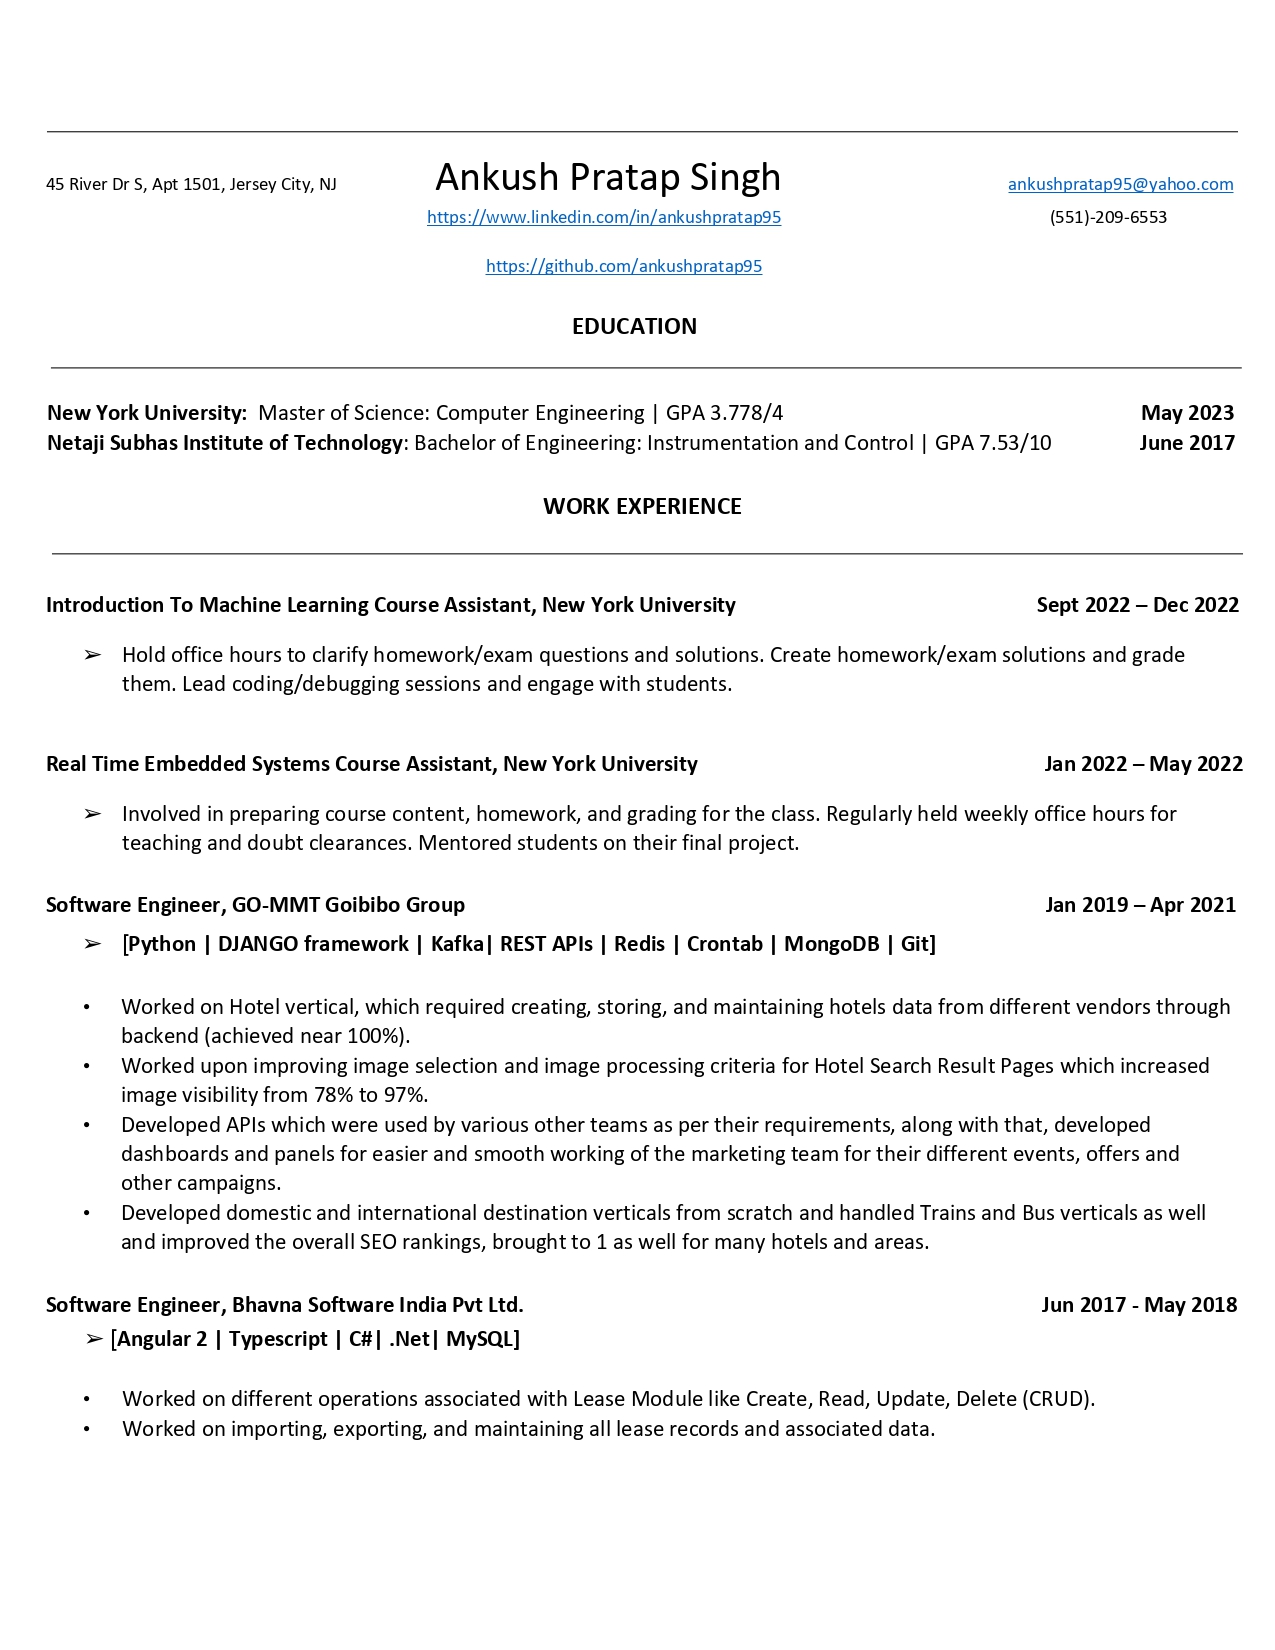 45 River Dr S, Apt 1501, Jersey City, NJ Ankush Pratap Singh ankushpratap95@yahoo.com
https://www.linkedin.com/in/ankushpratap95 (551)-209-6553
https://github.com/ankushpratap95
EDUCATION
New York University: Master of Science: Computer Engineering | GPA 3.778/4 May 2023
Netaji Subhas Institute of Technology: Bachelor of Engineering: Instrumentation and Control | GPA 7.53/10 June 2017
WORK EXPERIENCE
Introduction To Machine Learning Course Assistant, New York University Sept 2022 – Dec 2022
➢ Hold office hours to clarify homework/exam questions and solutions. Create homework/exam solutions and grade
them. Lead coding/debugging sessions and engage with students.
Real Time Embedded Systems Course Assistant, New York University Jan 2022 – May 2022
➢ Involved in preparing course content, homework, and grading for the class. Regularly held weekly office hours for
teaching and doubt clearances. Mentored students on their final project.
Software Engineer, GO-MMT Goibibo Group Jan 2019 – Apr 2021
➢ [Python | DJANGO framework | Kafka| REST APIs | Redis | Crontab | MongoDB | Git]
• Worked on Hotel vertical, which required creating, storing, and maintaining hotels data from different vendors through
backend (achieved near 100%).
• Worked upon improving image selection and image processing criteria for Hotel Search Result Pages which increased
image visibility from 78% to 97%.
• Developed APIs which were used by various other teams as per their requirements, along with that, developed
dashboards and panels for easier and smooth working of the marketing team for their different events, offers and
other campaigns.
• Developed domestic and international destination verticals from scratch and handled Trains and Bus verticals as well
and improved the overall SEO rankings, brought to 1 as well for many hotels and areas.
Software Engineer, Bhavna Software India Pvt Ltd. Jun 2017 - May 2018
➢ [Angular 2 | Typescript | C#| .Net| MySQL]
• Worked on different operations associated with Lease Module like Create, Read, Update, Delete (CRUD).
• Worked on importing, exporting, and maintaining all lease records and associated data.